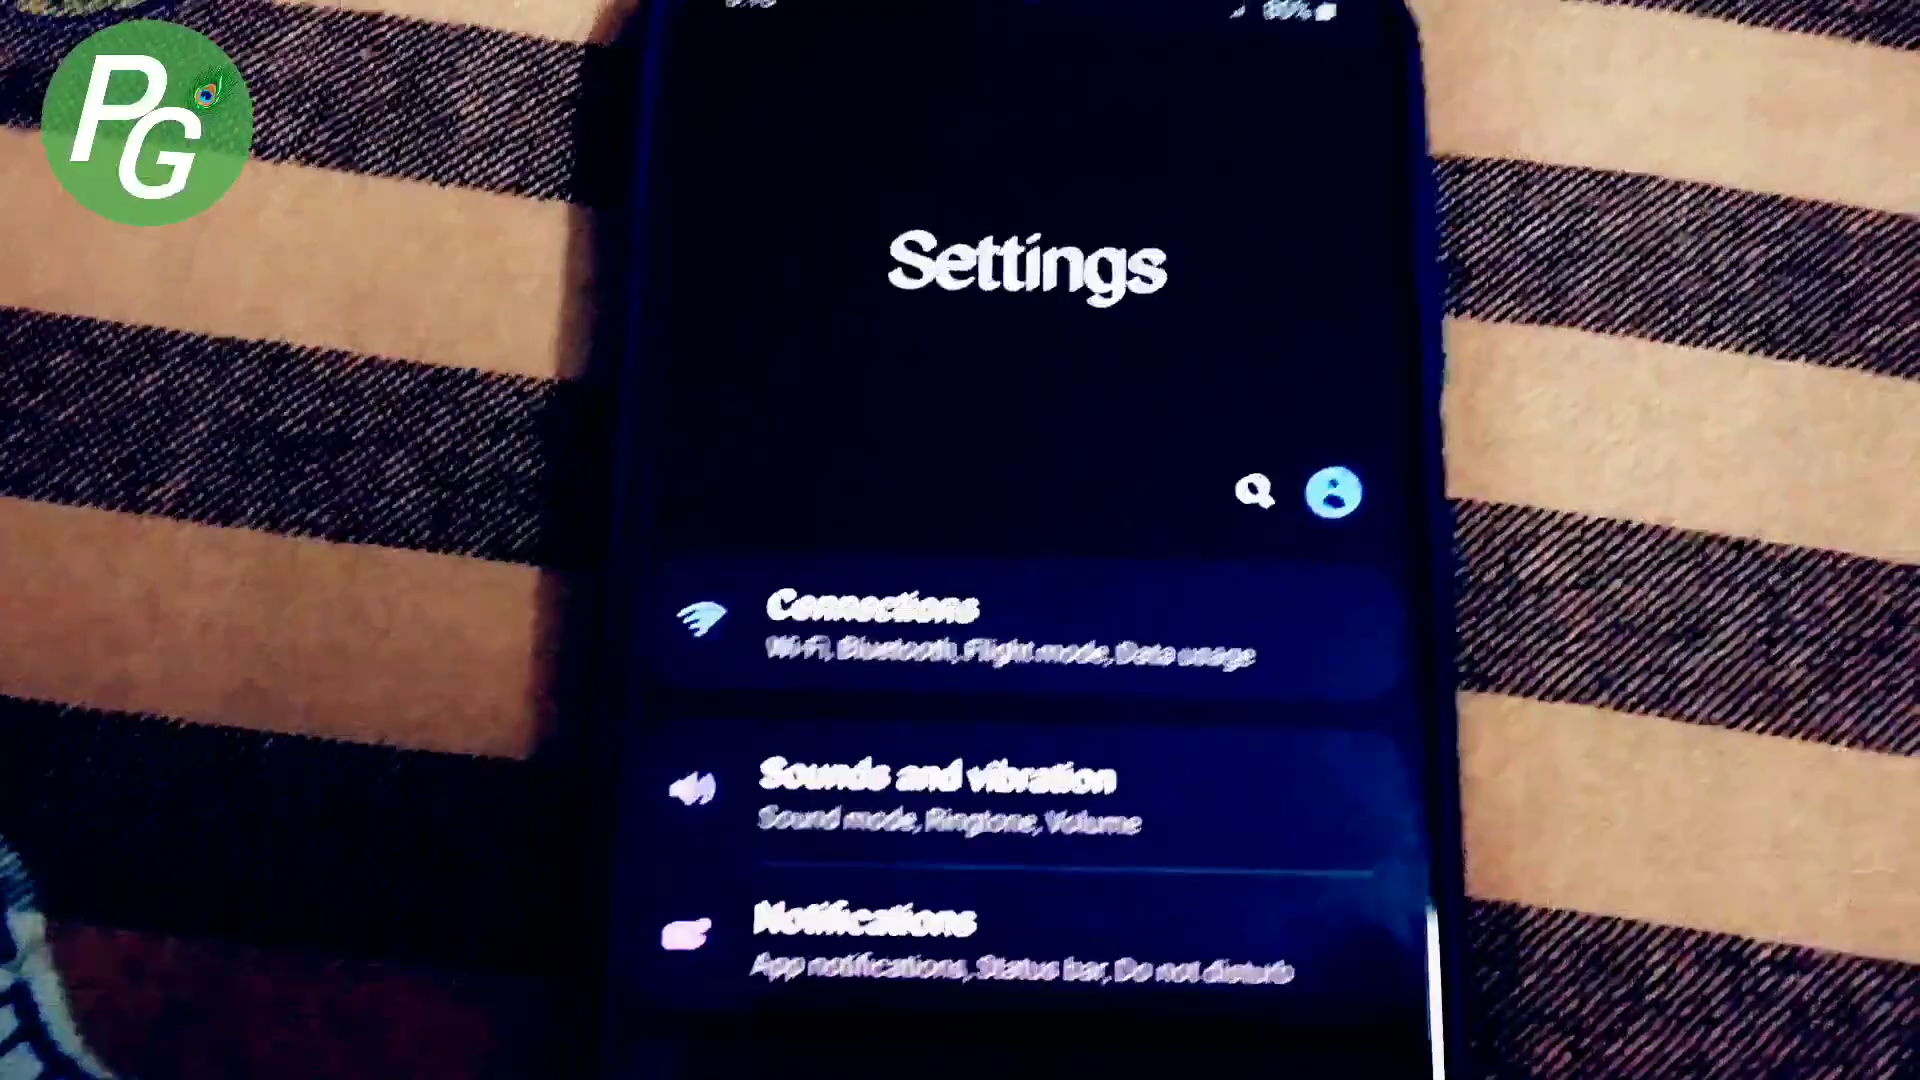 PG
Settings
Connections
Wi-Fi, Bluetooth, Flight mode, Data usage
Sounds and vibration
Sound mode, Ringtone, Volume
Notifications
App notifications, Status bar, Do not disturb